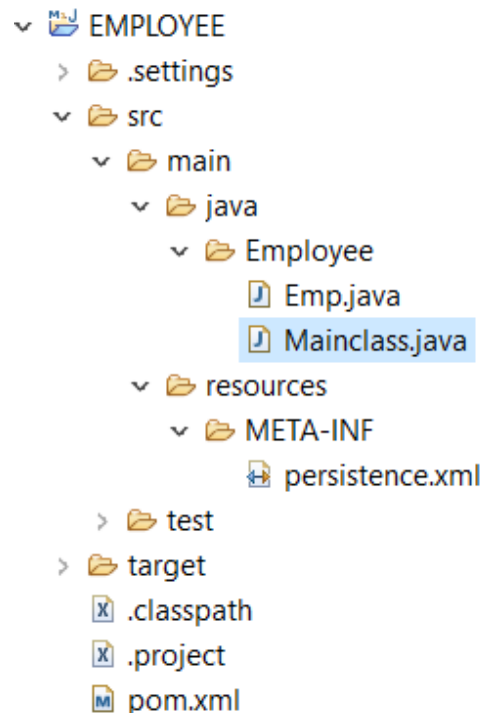 EMPLOYEE
.settings
src
main
java
Employee
Emp.java
Mainclass.java
resources
META-INF
persistence.xml
test
target
.classpath
.project
pom.xml